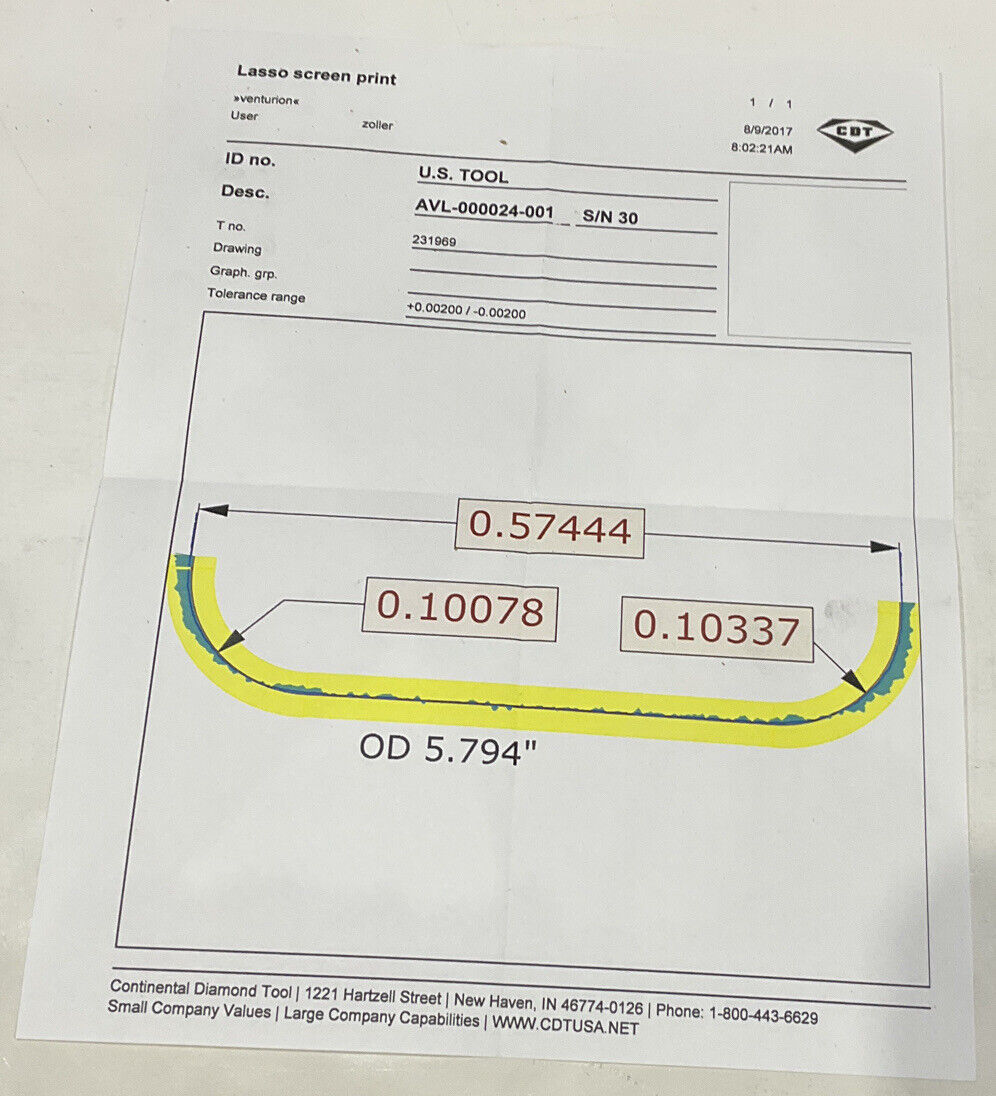 Lasso screen print
»venturion«
User zoller
1 / 1
8/9/2017
8:02:21AM
CDT
ID no. U.S. TOOL
Desc. AVL-000024-001 S/N 30
T no. 231969
Drawing
Graph. grp.
Tolerance range +0.00200 / -0.00200
0.57444
0.10078
0.10337
OD 5.794"
Continental Diamond Tool | 1221 Hartzell Street | New Haven, IN 46774-0126 | Phone: 1-800-443-6629
Small Company Values | Large Company Capabilities | WWW.CDTUSA.NET